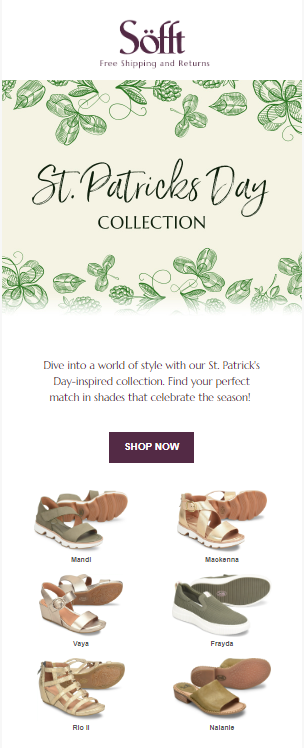 Söfft
Free Shipping and Returns
St. Patricks Day
COLLECTION
Dive into a world of style with our St. Patrick's
Day-inspired collection. Find your perfect
match in shades that celebrate the season!
SHOP NOW
Mandi Mackenna
Vaya Frayda
Rio II Nalanie